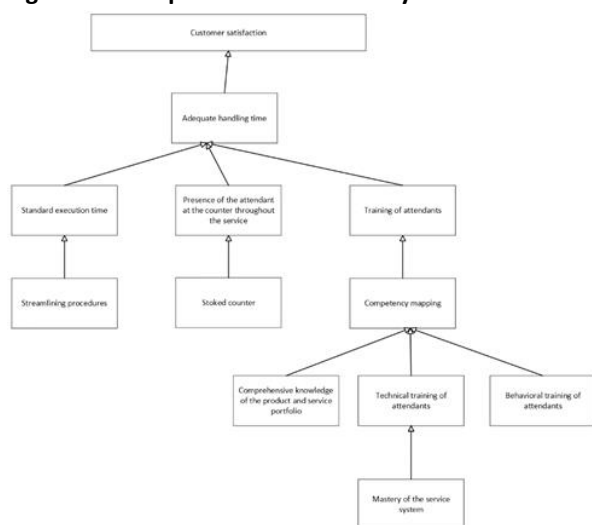 Customer satisfaction
Adequate handling time
Standard execution time
Presence of the attendant
at the counter throughout
the service
Training of attendants
Streamlining procedures
Stoked counter
Competency mapping
Comprehensive knowledge
of the product and service
portfolio
Technical training of
attendants
Behavioral training of
attendants
Mastery of the service
system